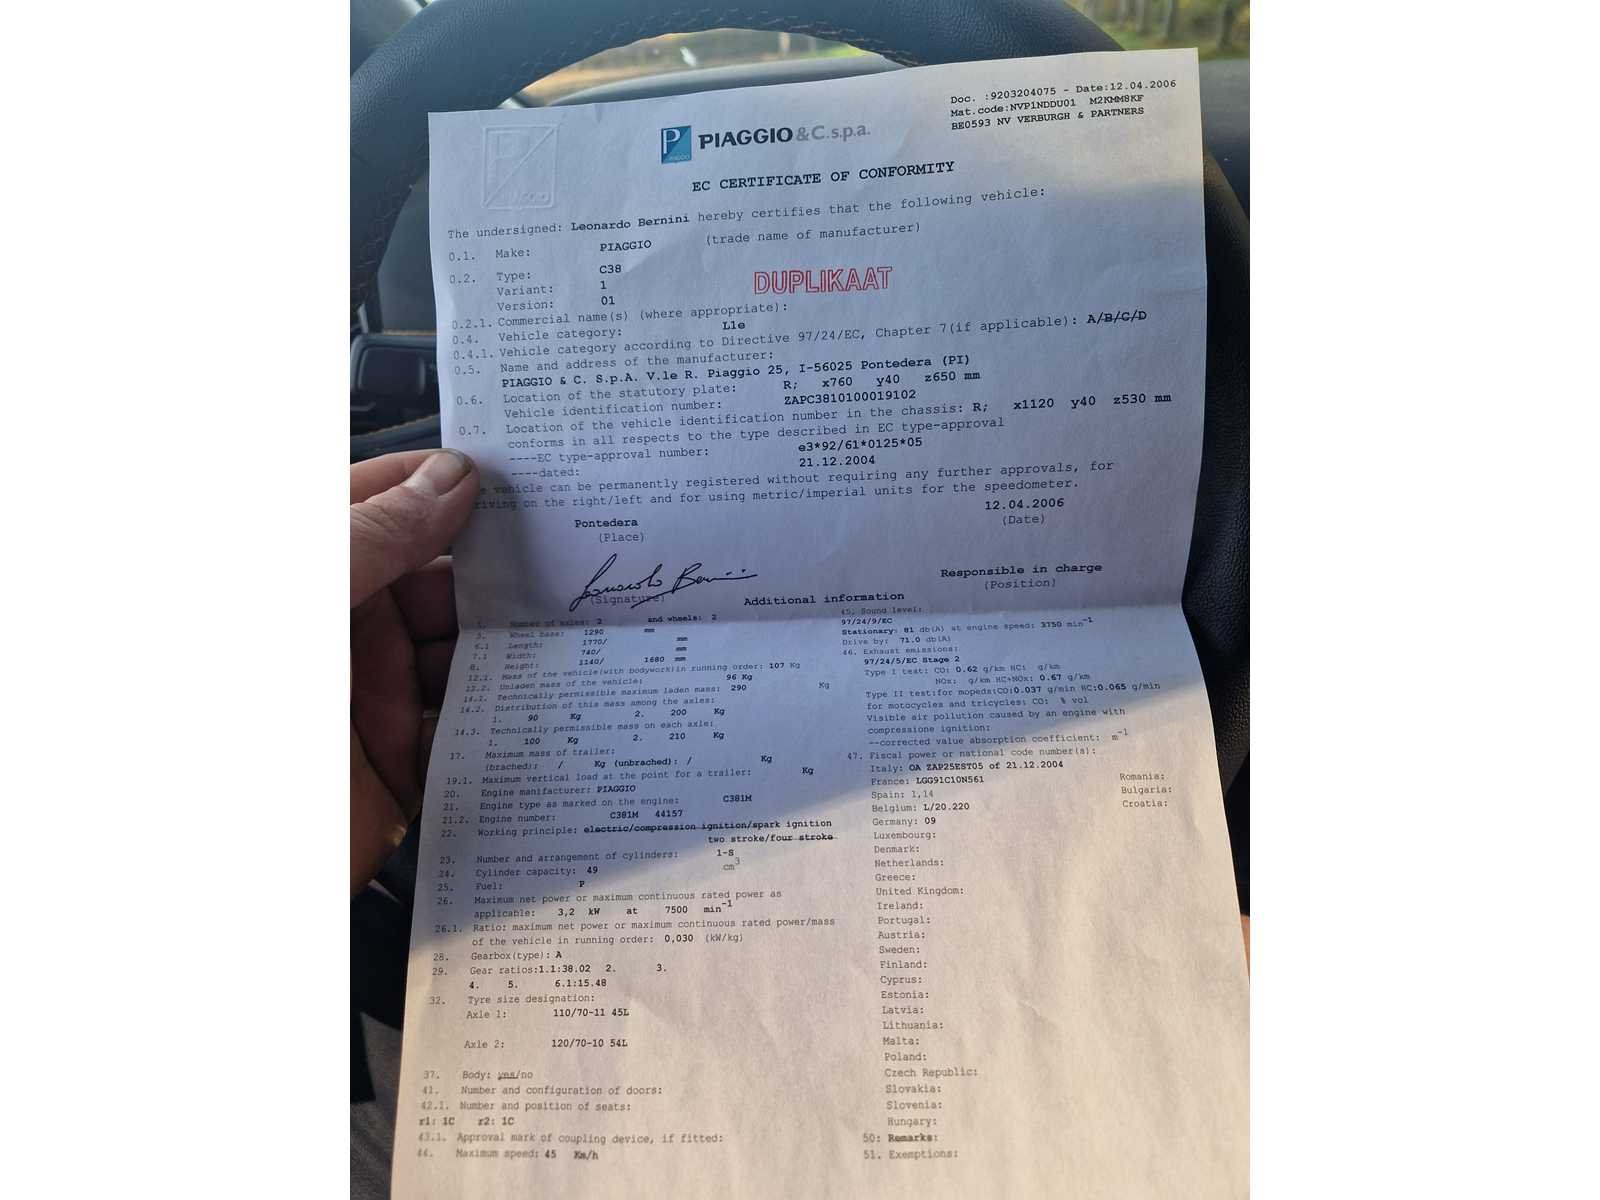 Doc. :9203204075 - Date:12.04.2006
Mat.code:NVP1NDDU01 M2KMM8KF
BE0593 NV VERBURGH & PARTNERS
PIAGGIO & C. s.p.a.
EC CERTIFICATE OF CONFORMITY
The undersigned: Leonardo Bernini hereby certifies that the following vehicle:
0.1. Make: PIAGGIO (trade name of manufacturer)
0.2. Type: C38
Variant: 1
Version: 01
DUPLIKAAT
0.2.1. Commercial name(s) (where appropriate):
0.4. Vehicle category: L1e
0.4.1. Vehicle category according to Directive 97/24/EC, Chapter 7(if applicable): A/B/C/D
0.5. Name and address of the manufacturer:
PIAGGIO & C. S.p.A. V.le R. Piaggio 25, I-56025 Pontedera (PI)
0.6. Location of the statutory plate: R; x760 y40 z650 mm
Vehicle identification number: ZAPC3810100019102
0.7. Location of the vehicle identification number in the chassis: R; x1120 y40 z530 mm
conforms in all respects to the type described in EC type-approval
----EC type-approval number: e3*92/61*0125*05
----dated: 21.12.2004
vehicle can be permanently registered without requiring any further approvals, for
riving on the right/left and for using metric/imperial units for the speedometer.
Pontedera 12.04.2006
(Place) (Date)
Leonardo Bernini
(Signature)
Responsible in charge
(Position)
Additional information
1. Number of axles: 2 and wheels: 2
3. Wheel base: 1290 mm
6.1 Length: 1770/ mm
7.1 Width: 740/ mm
8. Height: 1140/ 1680 mm
12.1. Mass of the vehicle(with bodywork)in running order: 107 Kg
12.2. Unladen mass of the vehicle: 96 Kg
14.1. Technically permissible maximum laden mass: 290 Kg
14.2. Distribution of this mass among the axles:
1. 90 Kg 2. 200 Kg
14.3. Technically permissible mass on each axle:
1. 100 Kg 2. 210 Kg
17. Maximum mass of trailer:
(brached): / Kg (unbrached): / Kg
19.1. Maximum vertical load at the point for a trailer: Kg
20. Engine manifacturer: PIAGGIO
21. Engine type as marked on the engine: C381M
21.2. Engine number: C381M 44157
22. Working principle: electric/compression ignition/spark ignition
two stroke/four stroke
23. Number and arrangement of cylinders: 1-S
24. Cylinder capacity: 49 cm3
25. Fuel: P
26. Maximum net power or maximum continuous rated power as
applicable: 3,2 kW at 7500 min-1
26.1. Ratio: maximum net power or maximum continuous rated power/mass
of the vehicle in running order: 0,030 (kW/kg)
28. Gearbox(type): A
29. Gear ratios:1.1:38.02 2. 3.
4. 5. 6.1:15.48
32. Tyre size designation:
Axle 1: 110/70-11 45L
Axle 2: 120/70-10 54L
37. Body: yes/no
41. Number and configuration of doors:
42.1. Number and position of seats:
r1: 1C r2: 1C
43.1. Approval mark of coupling device, if fitted:
44. Maximum speed: 45 Km/h
45. Sound level:
97/24/9/EC
Stationary: 81 db(A) at engine speed: 3750 min-1
Drive by: 71.0 db(A)
46. Exhaust emissions:
97/24/5/EC Stage 2
Type I test: CO: 0.62 g/km HC: g/km
NOx: g/km HC+NOx: 0.67 g/km
Type II test:for mopeds:CO:0.037 g/min HC:0.065 g/min
for motocycles and tricycles: CO: % vol
Visible air pollution caused by an engine with
compressione ignition:
--corrected value absorption coefficient: m-1
47. Fiscal power or national code number(s):
Italy: OA ZAP25EST05 of 21.12.2004
France: LGG91C10N561
Spain: 1,14
Belgium: L/20.220
Germany: 09
Luxembourg:
Denmark:
Netherlands:
Greece:
United Kingdom:
Ireland:
Portugal:
Austria:
Sweden:
Finland:
Cyprus:
Estonia:
Latvia:
Lithuania:
Malta:
Poland:
Czech Republic:
Slovakia:
Slovenia:
Hungary:
Romania:
Bulgaria:
Croatia:
50: Remarks:
51. Exemptions: